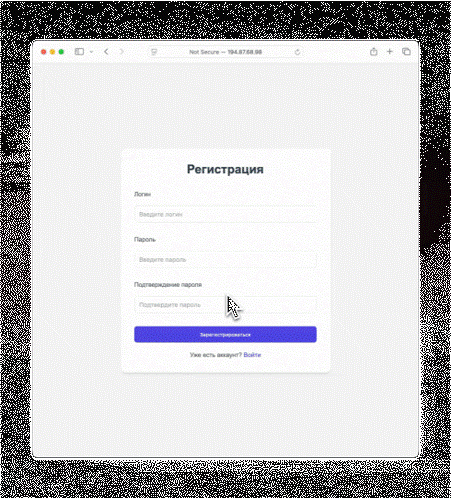 Not Secure — 194.87.68.98
Регистрация
Логин
Введите логин
Пароль
Введите пароль
Подтверждение пароля
Подтвердите пароль
Зарегистрироваться
Уже есть аккаунт? Войти